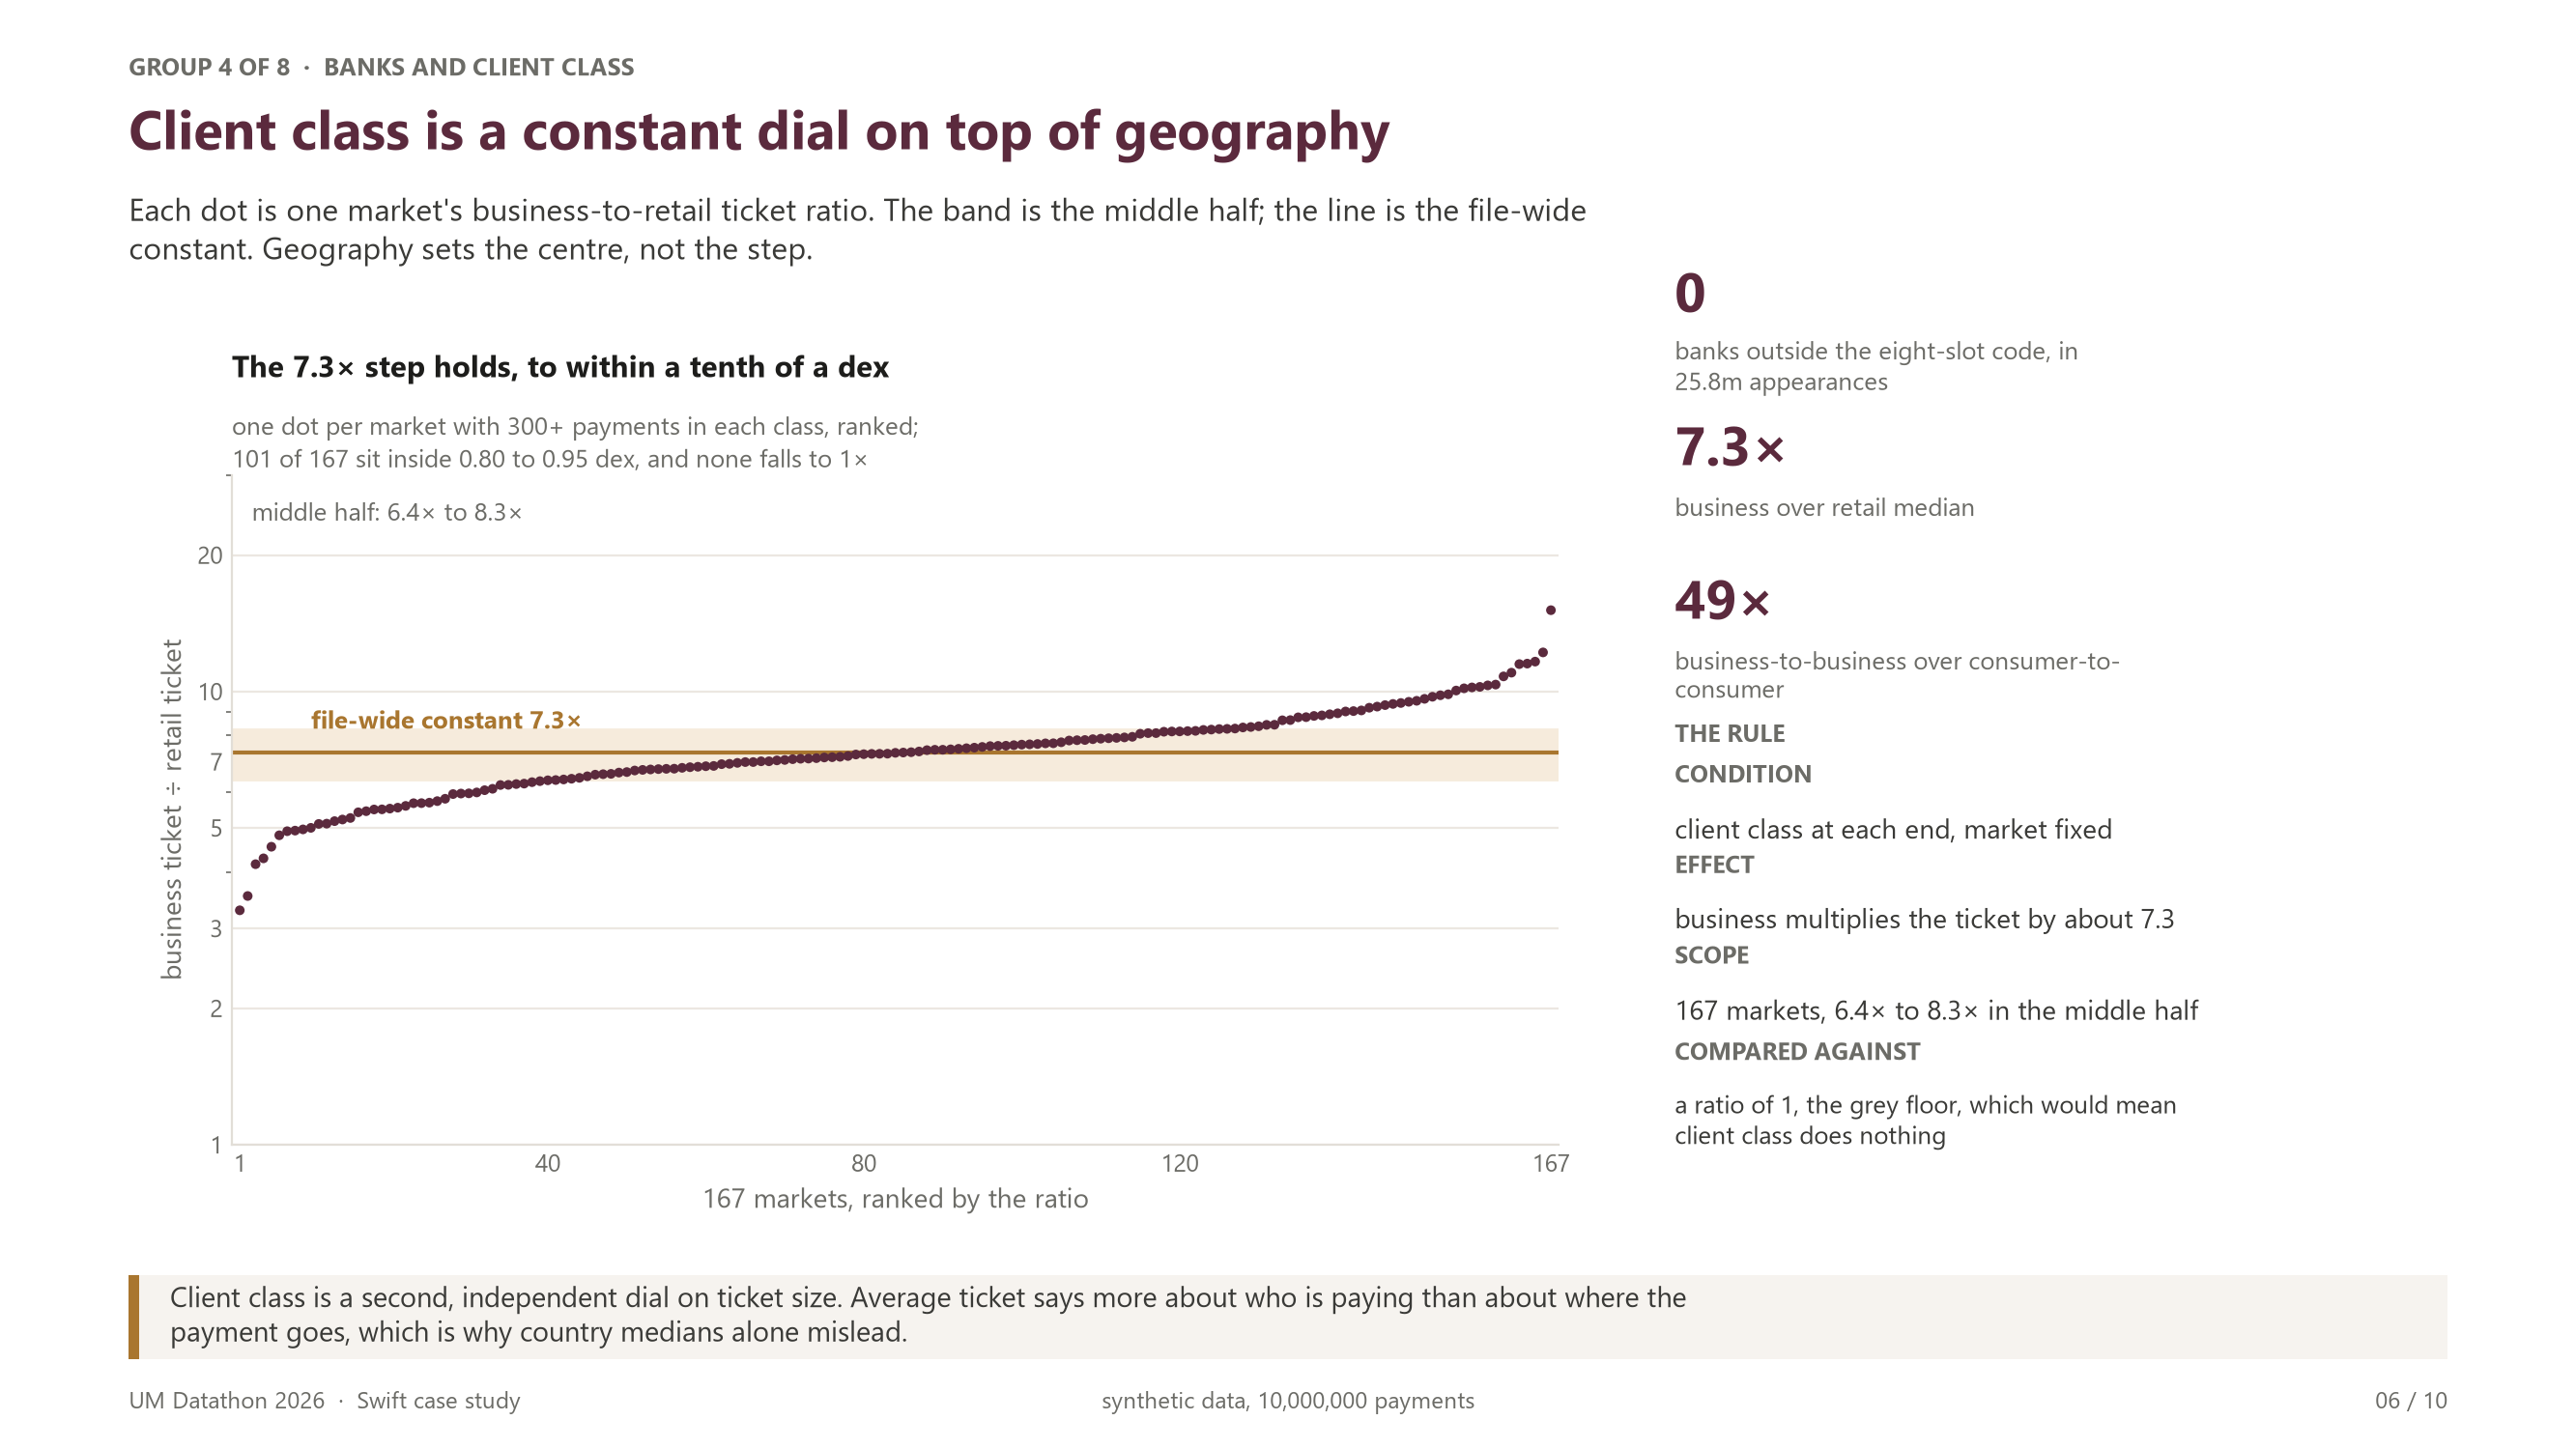 GROUP 4 OF 8 · BANKS AND CLIENT CLASS
Client class is a constant dial on top of geography
Each dot is one market's business-to-retail ticket ratio. The band is the middle half; the line is the file-wide
constant. Geography sets the centre, not the step.
The 7.3× step holds, to within a tenth of a dex
one dot per market with 300+ payments in each class, ranked;
101 of 167 sit inside 0.80 to 0.95 dex, and none falls to 1×
middle half: 6.4× to 8.3×
20
10
7
5
3
2
1
business ticket ÷ retail ticket
file-wide constant 7.3×
1
40
80
120
167
167 markets, ranked by the ratio
0
banks outside the eight-slot code, in
25.8m appearances
7.3×
business over retail median
49×
business-to-business over consumer-to-
consumer
THE RULE
CONDITION
client class at each end, market fixed
EFFECT
business multiplies the ticket by about 7.3
SCOPE
167 markets, 6.4× to 8.3× in the middle half
COMPARED AGAINST
a ratio of 1, the grey floor, which would mean
client class does nothing
Client class is a second, independent dial on ticket size. Average ticket says more about who is paying than about where the
payment goes, which is why country medians alone mislead.
UM Datathon 2026 · Swift case study
synthetic data, 10,000,000 payments
06 / 10